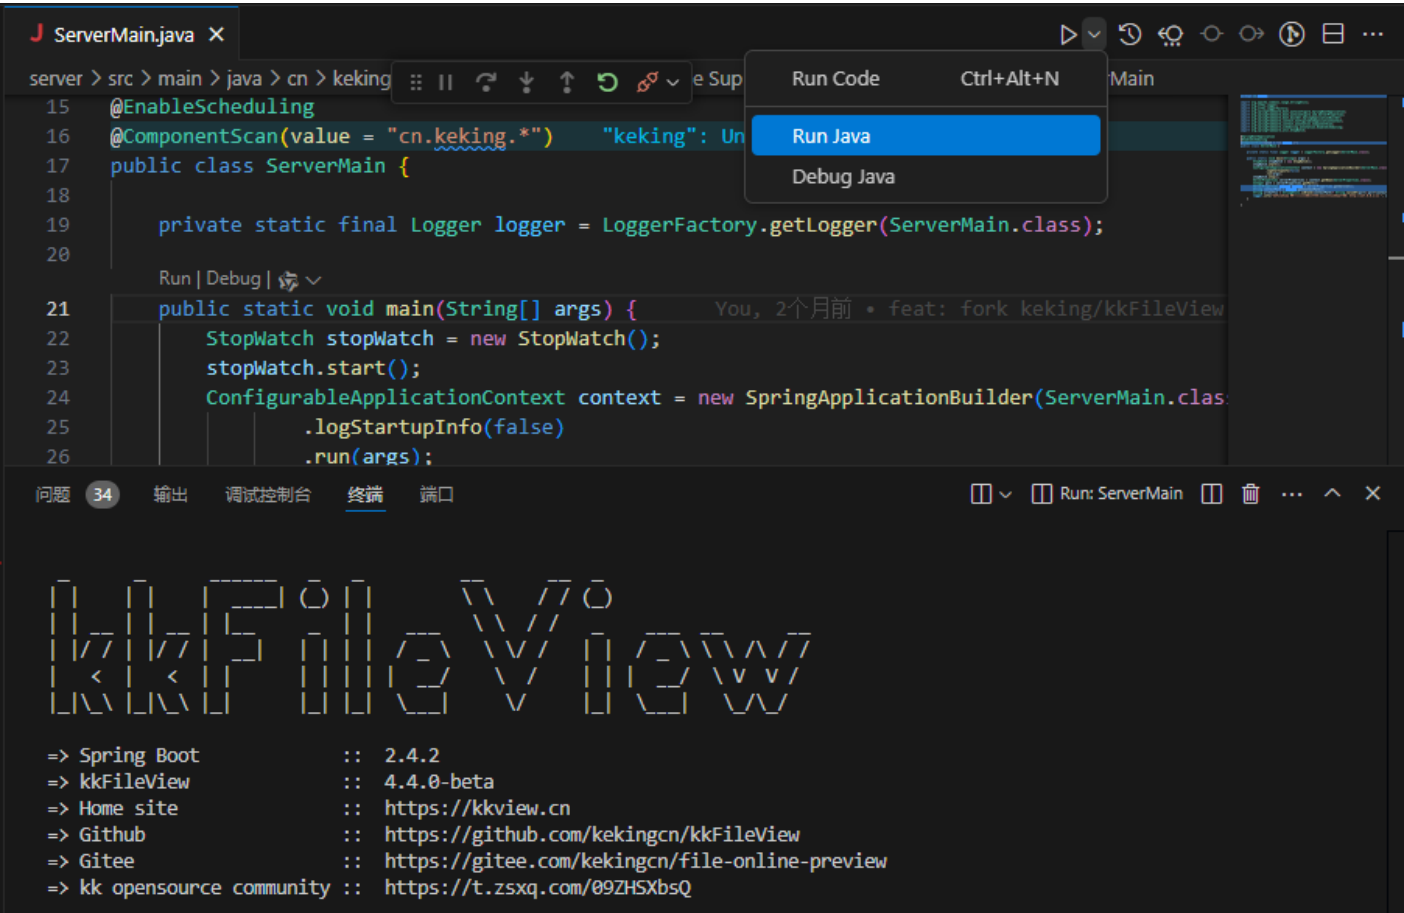 ServerMain.java
server > src > main > java > cn > keking
e Sup
rMain
Run Code Ctrl+Alt+N
Run Java
Debug Java
15 @EnableScheduling
16 @ComponentScan(value = "cn.keking.*") "keking": Un
17 public class ServerMain {
18
19 private static final Logger logger = LoggerFactory.getLogger(ServerMain.class);
20
Run | Debug |
21 public static void main(String[] args) { You, 2个月前 • feat: fork keking/kkFileView
22 StopWatch stopWatch = new StopWatch();
23 stopWatch.start();
24 ConfigurableApplicationContext context = new SpringApplicationBuilder(ServerMain.clas
25 .logStartupInfo(false)
26 .run(args);
问题 34 输出 调试控制台 终端 端口 Run: ServerMain
kkFileView
=> Spring Boot :: 2.4.2
=> kkFileView :: 4.4.0-beta
=> Home site :: https://kkview.cn
=> Github :: https://github.com/kekingcn/kkFileView
=> Gitee :: https://gitee.com/kekingcn/file-online-preview
=> kk opensource community :: https://t.zsxq.com/09ZHSXbsQ